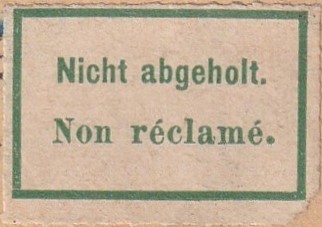 Nicht abgeholt.
Non réclamé.